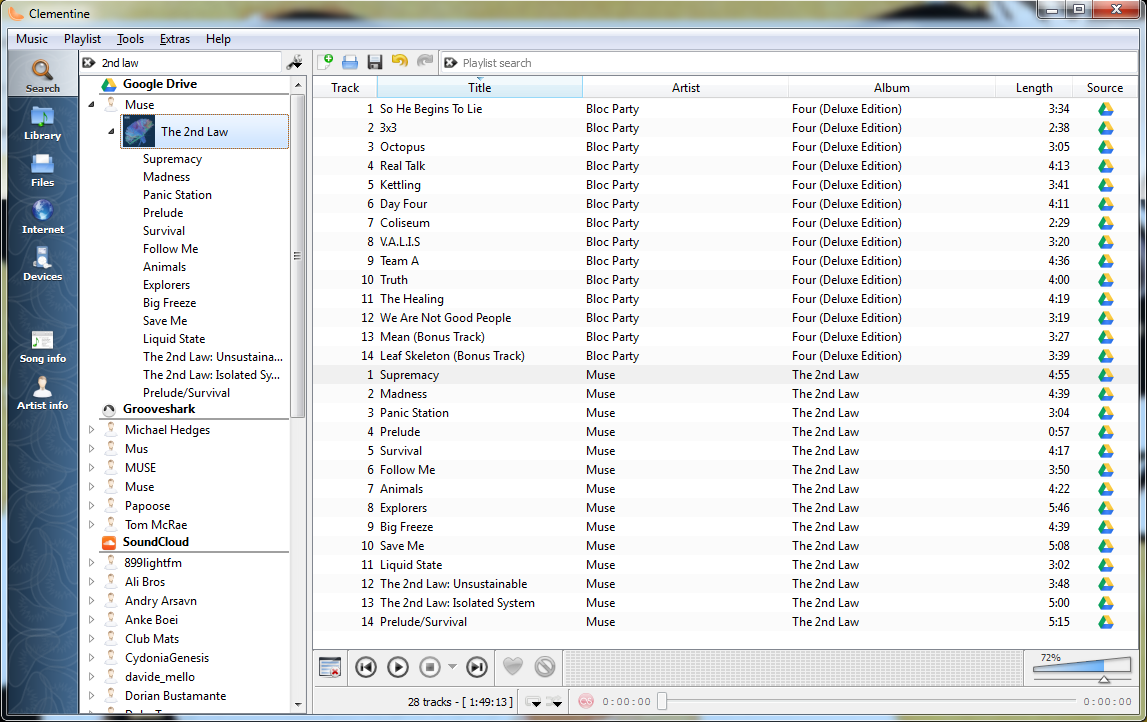 Clementine
Music Playlist Tools Extras Help
2nd law
Playlist search
Search
Library
Files
Internet
Devices
Song info
Artist info
Google Drive
Muse
The 2nd Law
Supremacy
Madness
Panic Station
Prelude
Survival
Follow Me
Animals
Explorers
Big Freeze
Save Me
Liquid State
The 2nd Law: Unsustaina...
The 2nd Law: Isolated Sy...
Prelude/Survival
Grooveshark
Michael Hedges
Mus
MUSE
Muse
Papoose
Tom McRae
SoundCloud
899lightfm
Ali Bros
Andry Arsavn
Anke Boei
Club Mats
CydoniaGenesis
davide_mello
Dorian Bustamante
Track Title Artist Album Length Source
1 So He Begins To Lie Bloc Party Four (Deluxe Edition) 3:34
2 3x3 Bloc Party Four (Deluxe Edition) 2:38
3 Octopus Bloc Party Four (Deluxe Edition) 3:05
4 Real Talk Bloc Party Four (Deluxe Edition) 4:13
5 Kettling Bloc Party Four (Deluxe Edition) 3:41
6 Day Four Bloc Party Four (Deluxe Edition) 4:11
7 Coliseum Bloc Party Four (Deluxe Edition) 2:29
8 V.A.L.I.S Bloc Party Four (Deluxe Edition) 3:20
9 Team A Bloc Party Four (Deluxe Edition) 4:36
10 Truth Bloc Party Four (Deluxe Edition) 4:00
11 The Healing Bloc Party Four (Deluxe Edition) 4:19
12 We Are Not Good People Bloc Party Four (Deluxe Edition) 3:19
13 Mean (Bonus Track) Bloc Party Four (Deluxe Edition) 3:27
14 Leaf Skeleton (Bonus Track) Bloc Party Four (Deluxe Edition) 3:39
1 Supremacy Muse The 2nd Law 4:55
2 Madness Muse The 2nd Law 4:39
3 Panic Station Muse The 2nd Law 3:04
4 Prelude Muse The 2nd Law 0:57
5 Survival Muse The 2nd Law 4:17
6 Follow Me Muse The 2nd Law 3:50
7 Animals Muse The 2nd Law 4:22
8 Explorers Muse The 2nd Law 5:46
9 Big Freeze Muse The 2nd Law 4:39
10 Save Me Muse The 2nd Law 5:08
11 Liquid State Muse The 2nd Law 3:02
12 The 2nd Law: Unsustainable Muse The 2nd Law 3:48
13 The 2nd Law: Isolated System Muse The 2nd Law 5:00
14 Prelude/Survival Muse The 2nd Law 5:15
72%
28 tracks - [ 1:49:13 ]
0:00:00
0:00:00